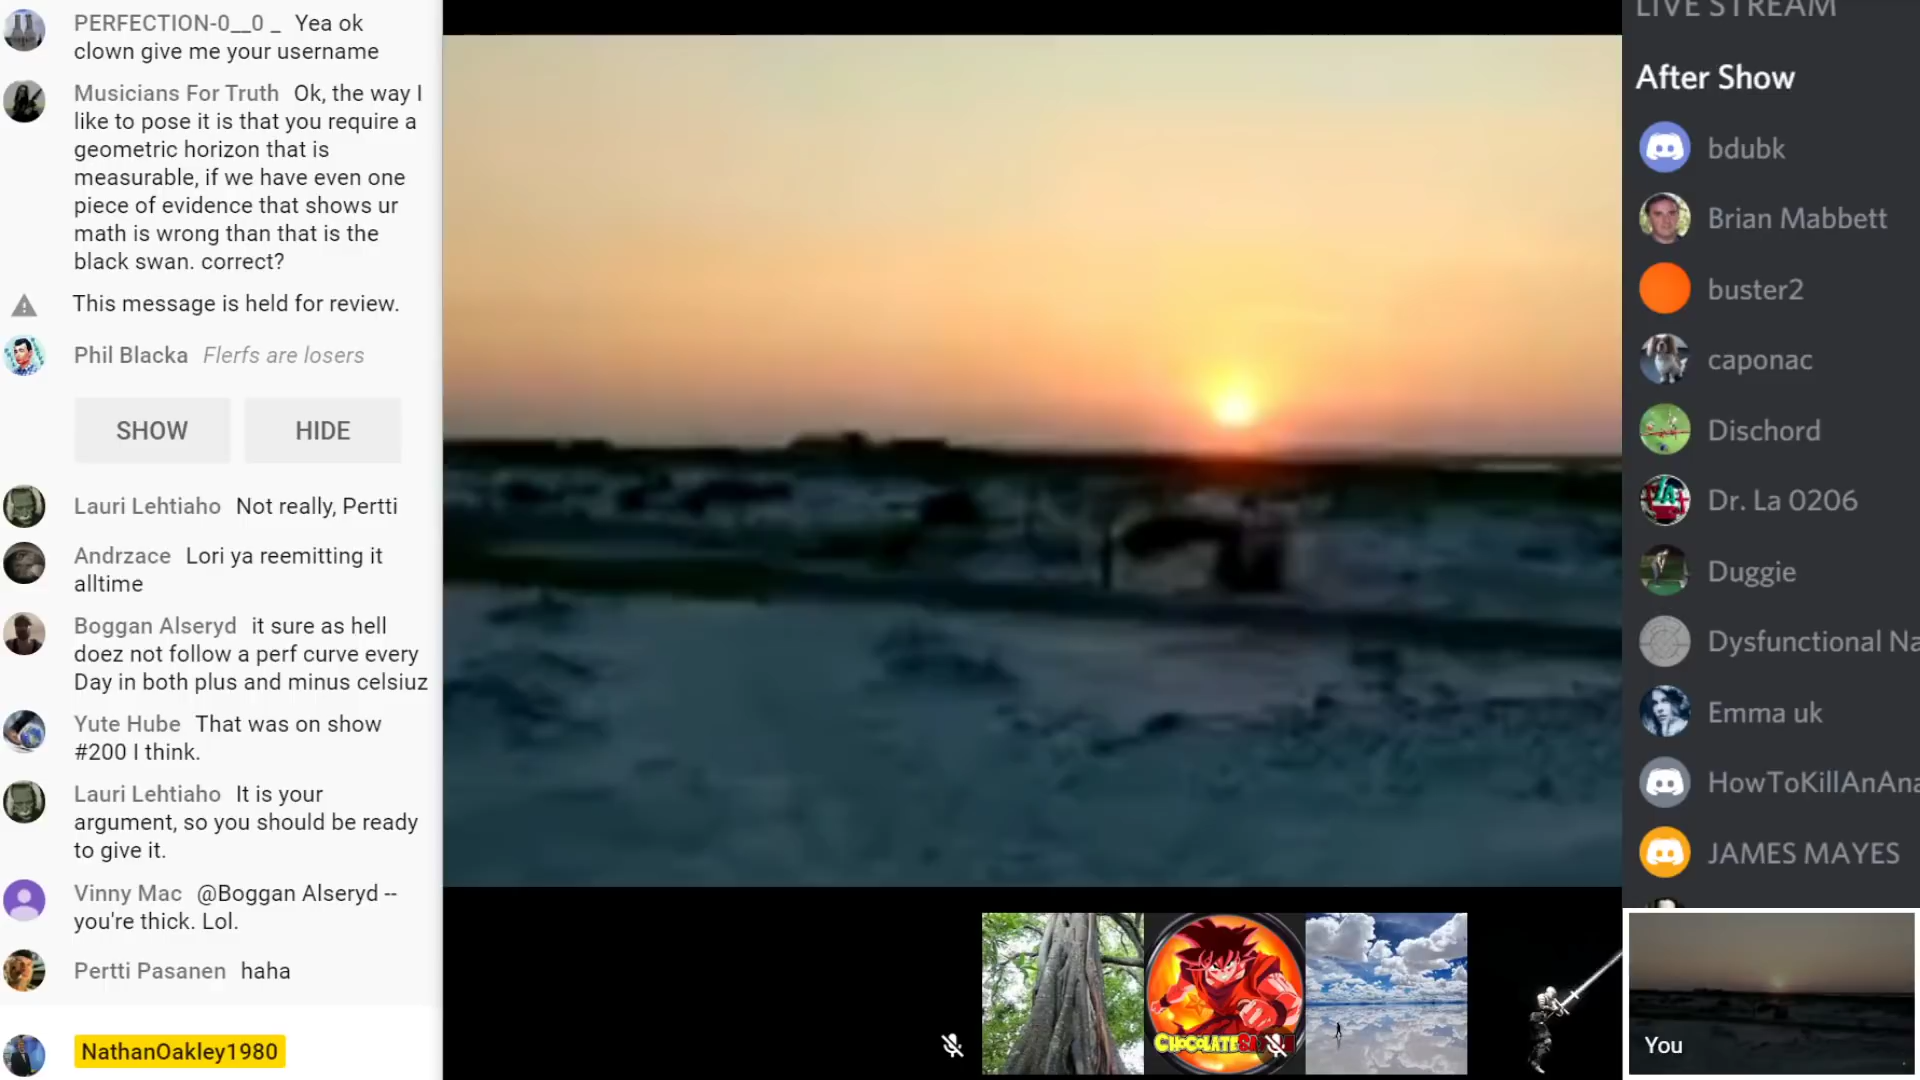 PERFECTION-0__0 _ Yea ok
clown give me your username
Musicians For Truth Ok, the way I
like to pose it is that you require a
geometric horizon that is
measurable, if we have even one
piece of evidence that shows ur
math is wrong than that is the
black swan. correct?
This message is held for review.
Phil Blacka Flerfs are losers
SHOW HIDE
Lauri Lehtiaho Not really, Pertti
Andrzace Lori ya reemitting it
alltime
Boggan Alseryd it sure as hell
doez not follow a perf curve every
Day in both plus and minus celsiuz
Yute Hube That was on show
#200 I think.
Lauri Lehtiaho It is your
argument, so you should be ready
to give it.
Vinny Mac @Boggan Alseryd --
you're thick. Lol.
Pertti Pasanen haha
NathanOakley1980
LIVE STREAM
After Show
bdubk
Brian Mabbett
buster2
caponac
Dischord
Dr. La 0206
Duggie
Dysfunctional Na
Emma uk
HowToKillAnAna
JAMES MAYES
You